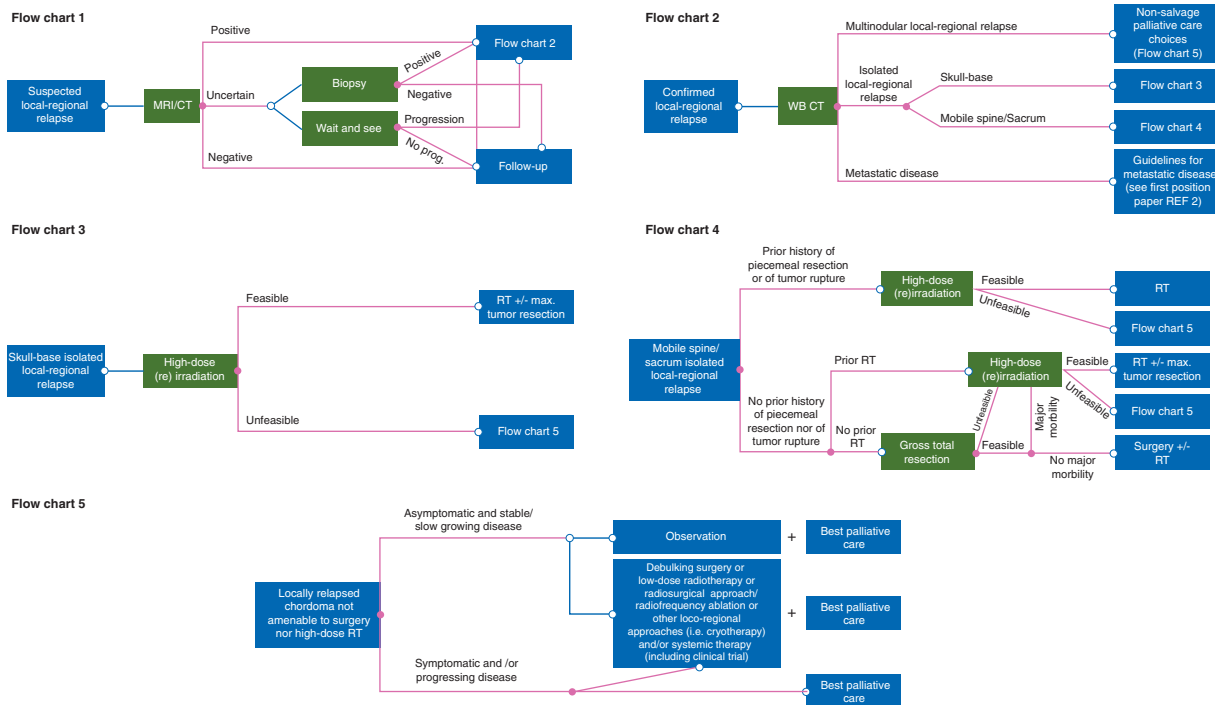 Flow chart 1
Positive
Flow chart 2
Suspected
local-regional
relapse
MRI/CT
Uncertain
Biopsy
Positive
Negative
Wait and see
Progression
No prog.
Negative
Follow-up
Flow chart 2
Multinodular local-regional relapse
Non-salvage
palliative care
choices
(Flow chart 5)
Confirmed
local-regional
relapse
WB CT
Isolated
local-regional
relapse
Skull-base
Flow chart 3
Mobile spine/Sacrum
Flow chart 4
Metastatic disease
Guidelines for
metastatic disease
(see first position
paper REF 2)
Flow chart 3
Skull-base isolated
local-regional
relapse
High-dose
(re) irradiation
Feasible
RT +/- max.
tumor resection
Unfeasible
Flow chart 5
Flow chart 4
Mobile spine/
sacrum isolated
local-regional
relapse
Prior history of
piecemeal resection
or of tumor rupture
High-dose
(re)irradiation
Feasible
RT
Unfeasible
Flow chart 5
No prior history
of piecemeal
resection nor of
tumor rupture
Prior RT
High-dose
(re)irradiation
Feasible
RT +/- max.
tumor resection
Unfeasible
Flow chart 5
No prior
RT
Gross total
resection
Unfeasible
Feasible
Major
morbility
No major
morbility
Surgery +/-
RT
Flow chart 5
Locally relapsed
chordoma not
amenable to surgery
nor high-dose RT
Asymptomatic and stable/
slow growing disease
Observation
+
Best palliative
care
Debulking surgery or
low-dose radiotherapy or
radiosurgical approach/
radiofrequency ablation or
other loco-regional
approaches (i.e. cryotherapy)
and/or systemic therapy
(including clinical trial)
+
Best palliative
care
Symptomatic and /or
progressing disease
Best palliative
care